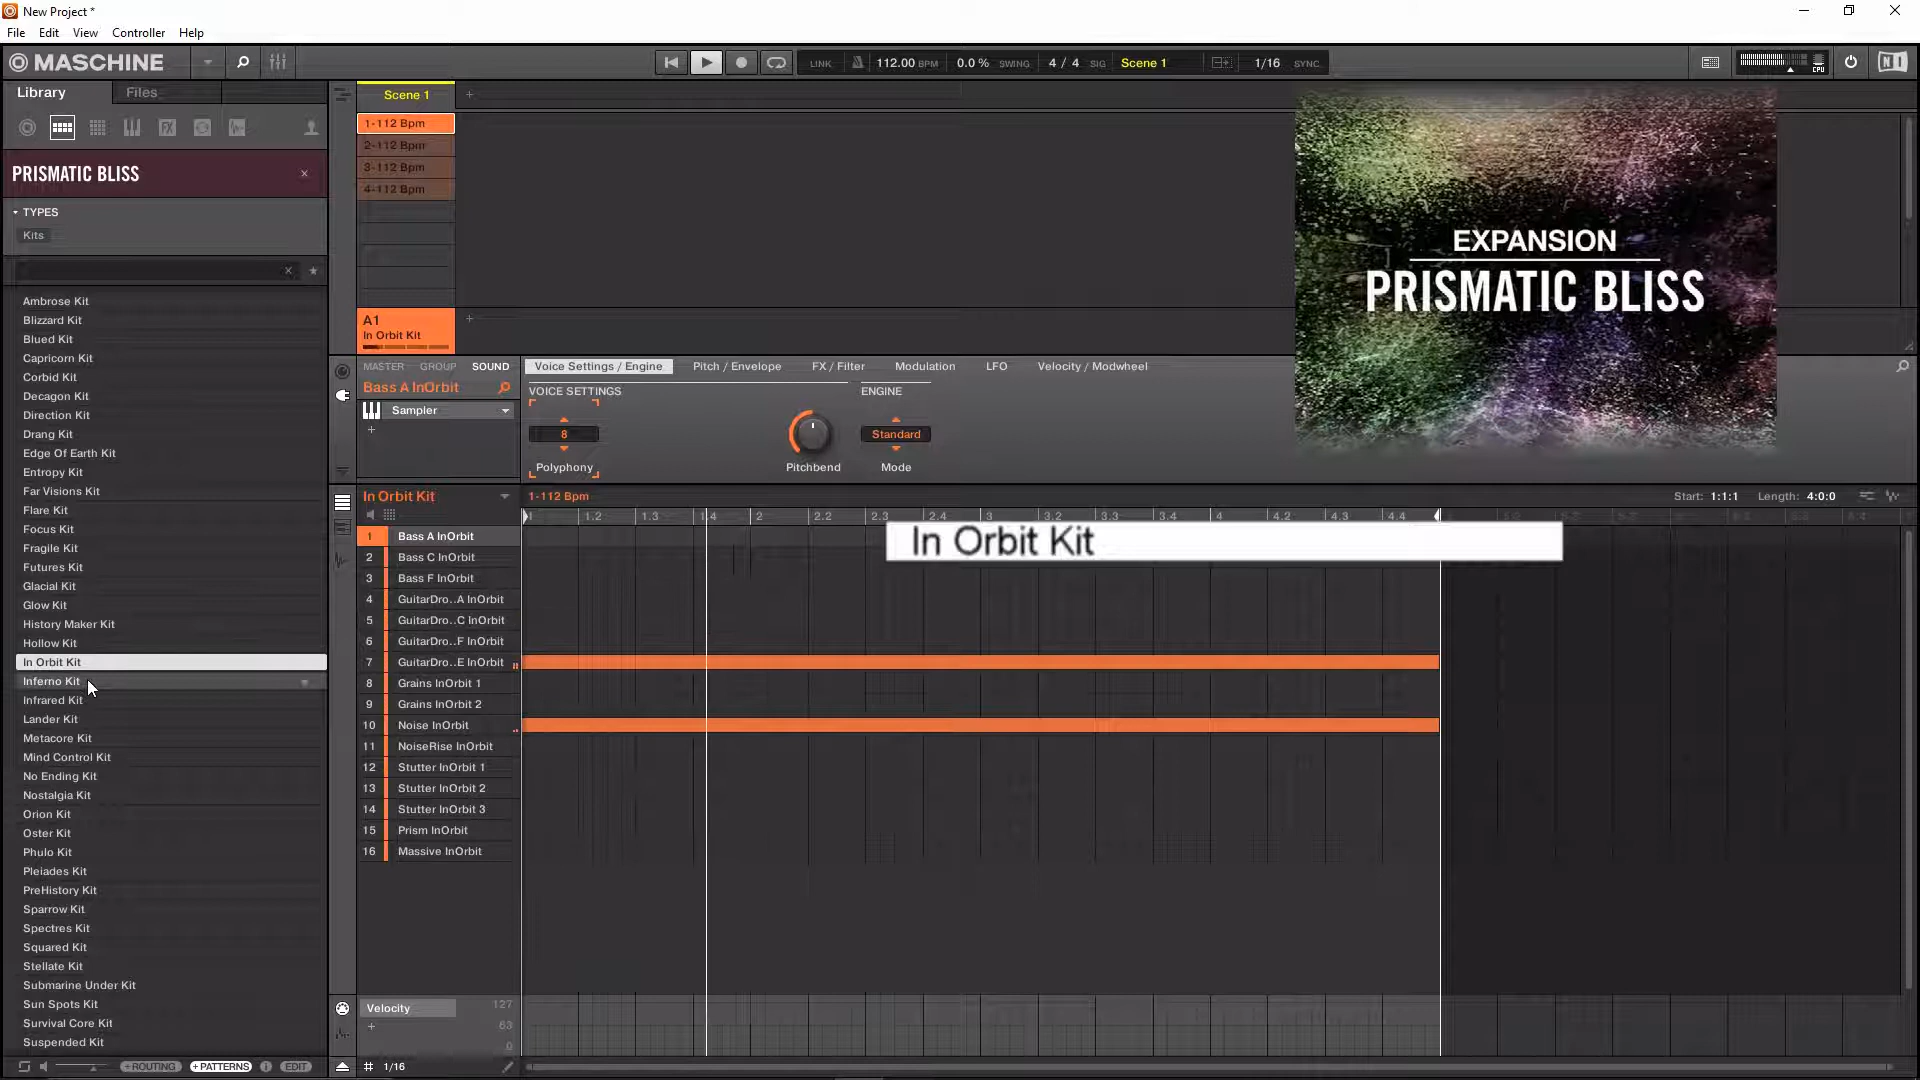 New Project *
File Edit View Controller Help
MASCHINE
LINK 112.00 BPM 0.0 % SWING 4 / 4 SIG Scene 1 1/16 SYNC
CPU
Library Files
Scene 1
1-112 Bpm
2-112 Bpm
3-112 Bpm
4-112 Bpm
PRISMATIC BLISS
TYPES
Kits
EXPANSION
PRISMATIC BLISS
Ambrose Kit
Blizzard Kit
Blued Kit
Capricorn Kit
Corbid Kit
Decagon Kit
Direction Kit
Drang Kit
Edge Of Earth Kit
Entropy Kit
Far Visions Kit
Flare Kit
Focus Kit
Fragile Kit
Futures Kit
Glacial Kit
Glow Kit
History Maker Kit
Hollow Kit
In Orbit Kit
Inferno Kit
Infrared Kit
Lander Kit
Metacore Kit
Mind Control Kit
No Ending Kit
Nostalgia Kit
Orion Kit
Oster Kit
Phulo Kit
Pleiades Kit
PreHistory Kit
Sparrow Kit
Spectres Kit
Squared Kit
Stellate Kit
Submarine Under Kit
Sun Spots Kit
Survival Core Kit
Suspended Kit
+ROUTING +PATTERNS EDIT
A1
In Orbit Kit
MASTER GROUP SOUND
Bass A InOrbit
Sampler
Voice Settings / Engine Pitch / Envelope FX / Filter Modulation LFO Velocity / Modwheel
VOICE SETTINGS ENGINE
8 Standard
Polyphony Pitchbend Mode
In Orbit Kit
1-112 Bpm
Start: 1:1:1 Length: 4:0:0
1.2 1.3 1.4 2 2.2 2.3 2.4 3 3.2 3.3 3.4 4 4.2 4.3 4.4
In Orbit Kit
1 Bass A InOrbit
2 Bass C InOrbit
3 Bass F InOrbit
4 GuitarDro..A InOrbit
5 GuitarDro..C InOrbit
6 GuitarDro..F InOrbit
7 GuitarDro..E InOrbit
8 Grains InOrbit 1
9 Grains InOrbit 2
10 Noise InOrbit
11 NoiseRise InOrbit
12 Stutter InOrbit 1
13 Stutter InOrbit 2
14 Stutter InOrbit 3
15 Prism InOrbit
16 Massive InOrbit
Velocity
127
63
0
1/16